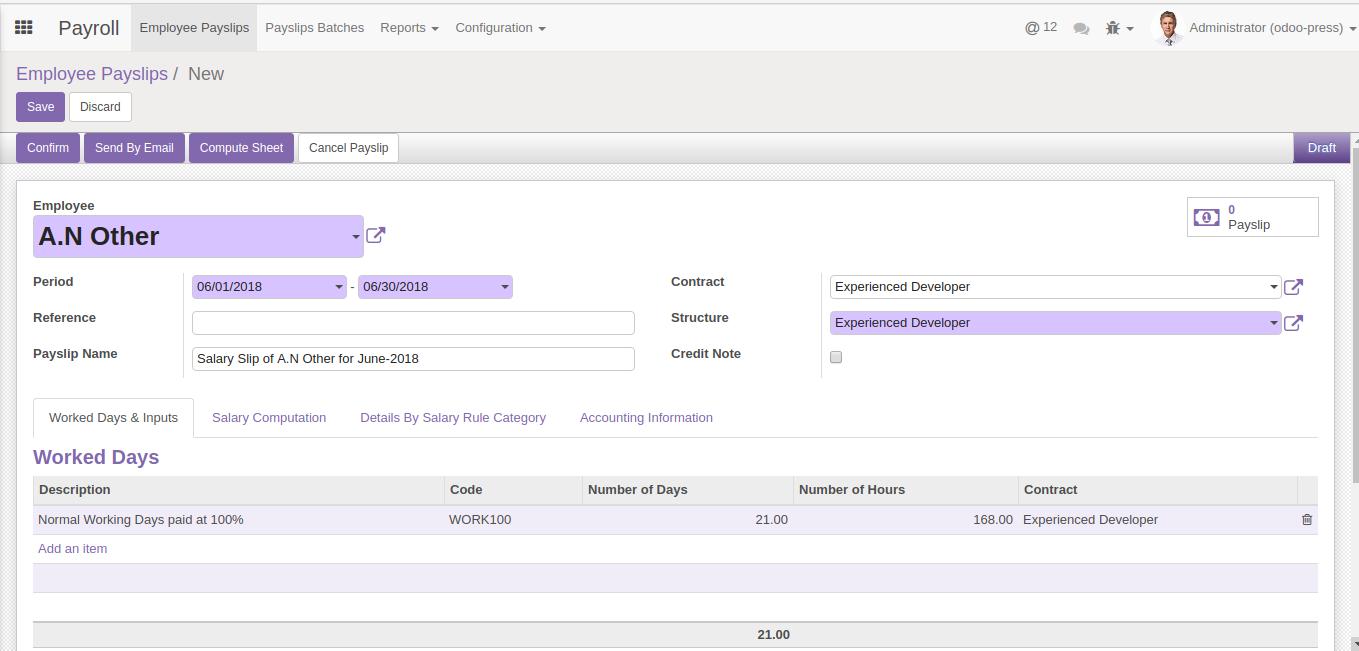 Payroll Employee Payslips Payslips Batches Reports Configuration @ 12 Administrator (odoo-press)
Employee Payslips / New
Save Discard
Confirm Send By Email Compute Sheet Cancel Payslip Draft
Employee
A.N Other
0
Payslip
Period 06/01/2018 - 06/30/2018 Contract Experienced Developer
Reference Structure Experienced Developer
Payslip Name Salary Slip of A.N Other for June-2018 Credit Note
Worked Days & Inputs Salary Computation Details By Salary Rule Category Accounting Information
Worked Days
Description Code Number of Days Number of Hours Contract
Normal Working Days paid at 100% WORK100 21.00 168.00 Experienced Developer
Add an item
21.00